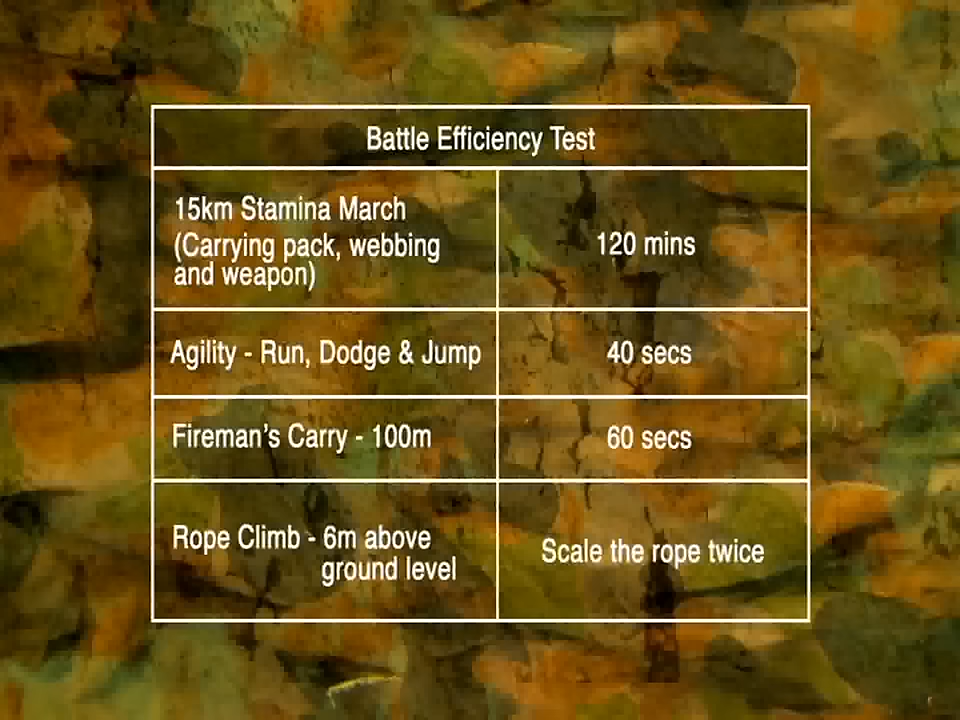 Battle Efficiency Test
15km Stamina March
(Carrying pack, webbing
and weapon)
120 mins
Agility - Run, Dodge & Jump
40 secs
Fireman's Carry - 100m
60 secs
Rope Climb - 6m above
ground level
Scale the rope twice